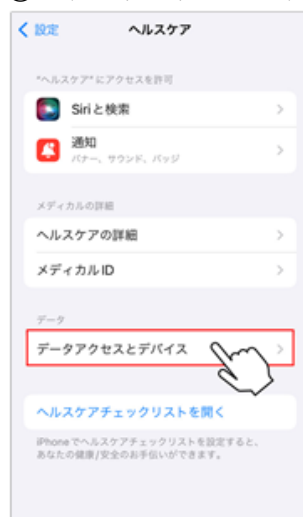 設定
ヘルスケア
"ヘルスケア"にアクセスを許可
Siriと検索
通知
バナー、サウンド、バッジ
メディカルの詳細
ヘルスケアの詳細
メディカルID
データ
データアクセスとデバイス
ヘルスケアチェックリストを開く
iPhoneでヘルスケアチェックリストを設定すると、
あなたの健康/安全のお手伝いができます。